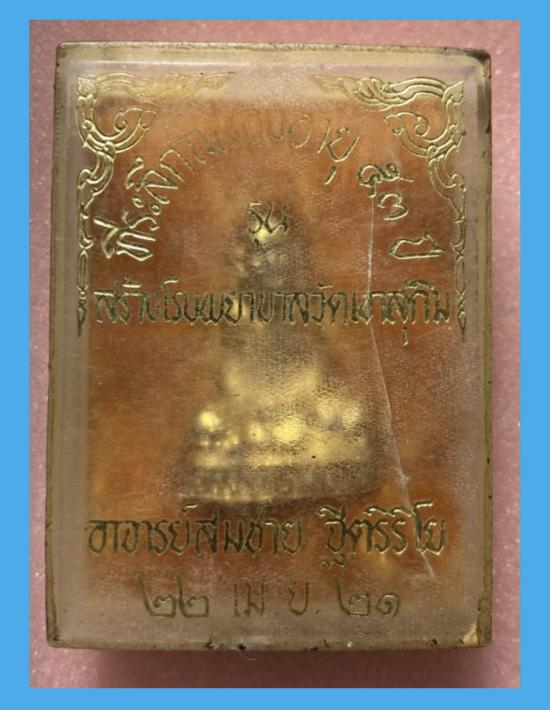 ที่ระลึกฉลองอายุ ๕๓ ปี
รุ่น
สร้างโรงพยาบาลวัดเขาสุกิม
อาจารย์สมชาย ฐิตวิริโย
๒๒ เม.ย. ๒๑